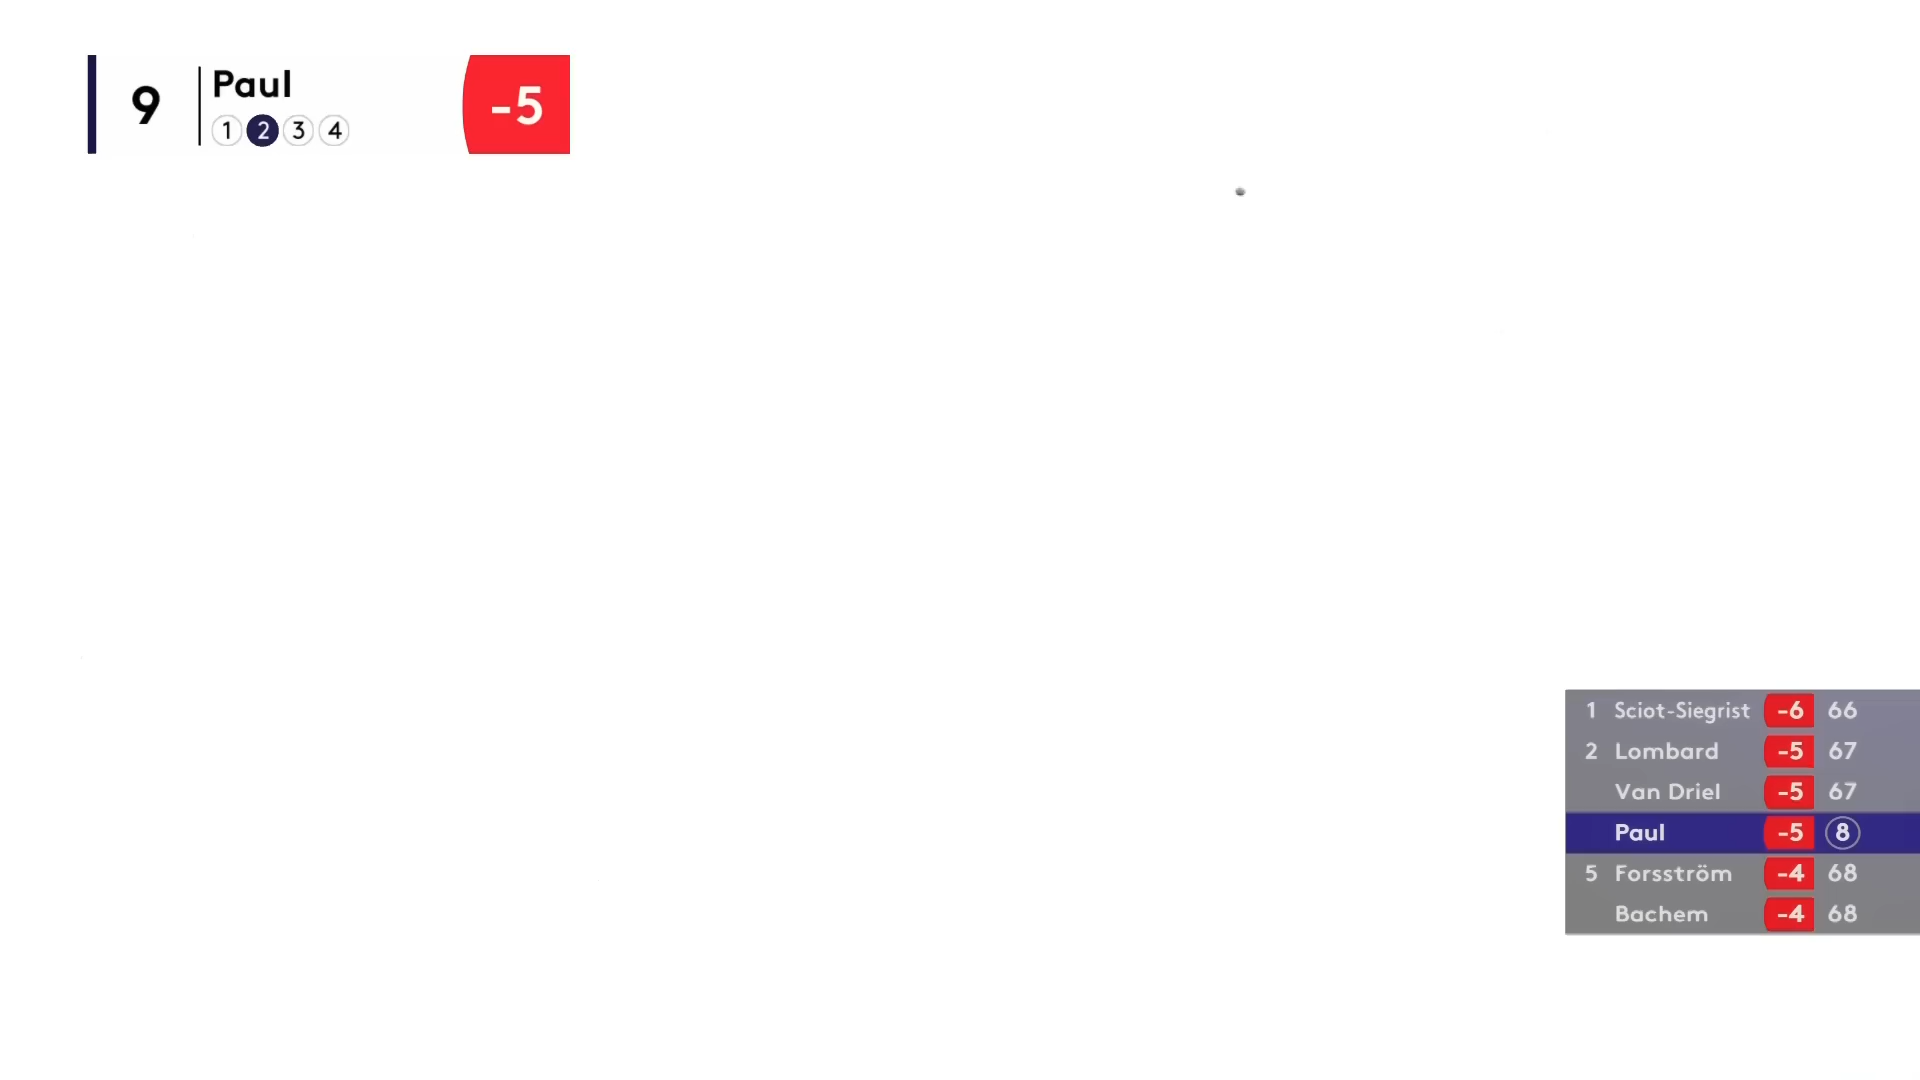 9 Paul -5
1 2 3 4
1 Sciot-Siegrist -6 66
2 Lombard -5 67
Van Driel -5 67
Paul -5 8
5 Forsström -4 68
Bachem -4 68